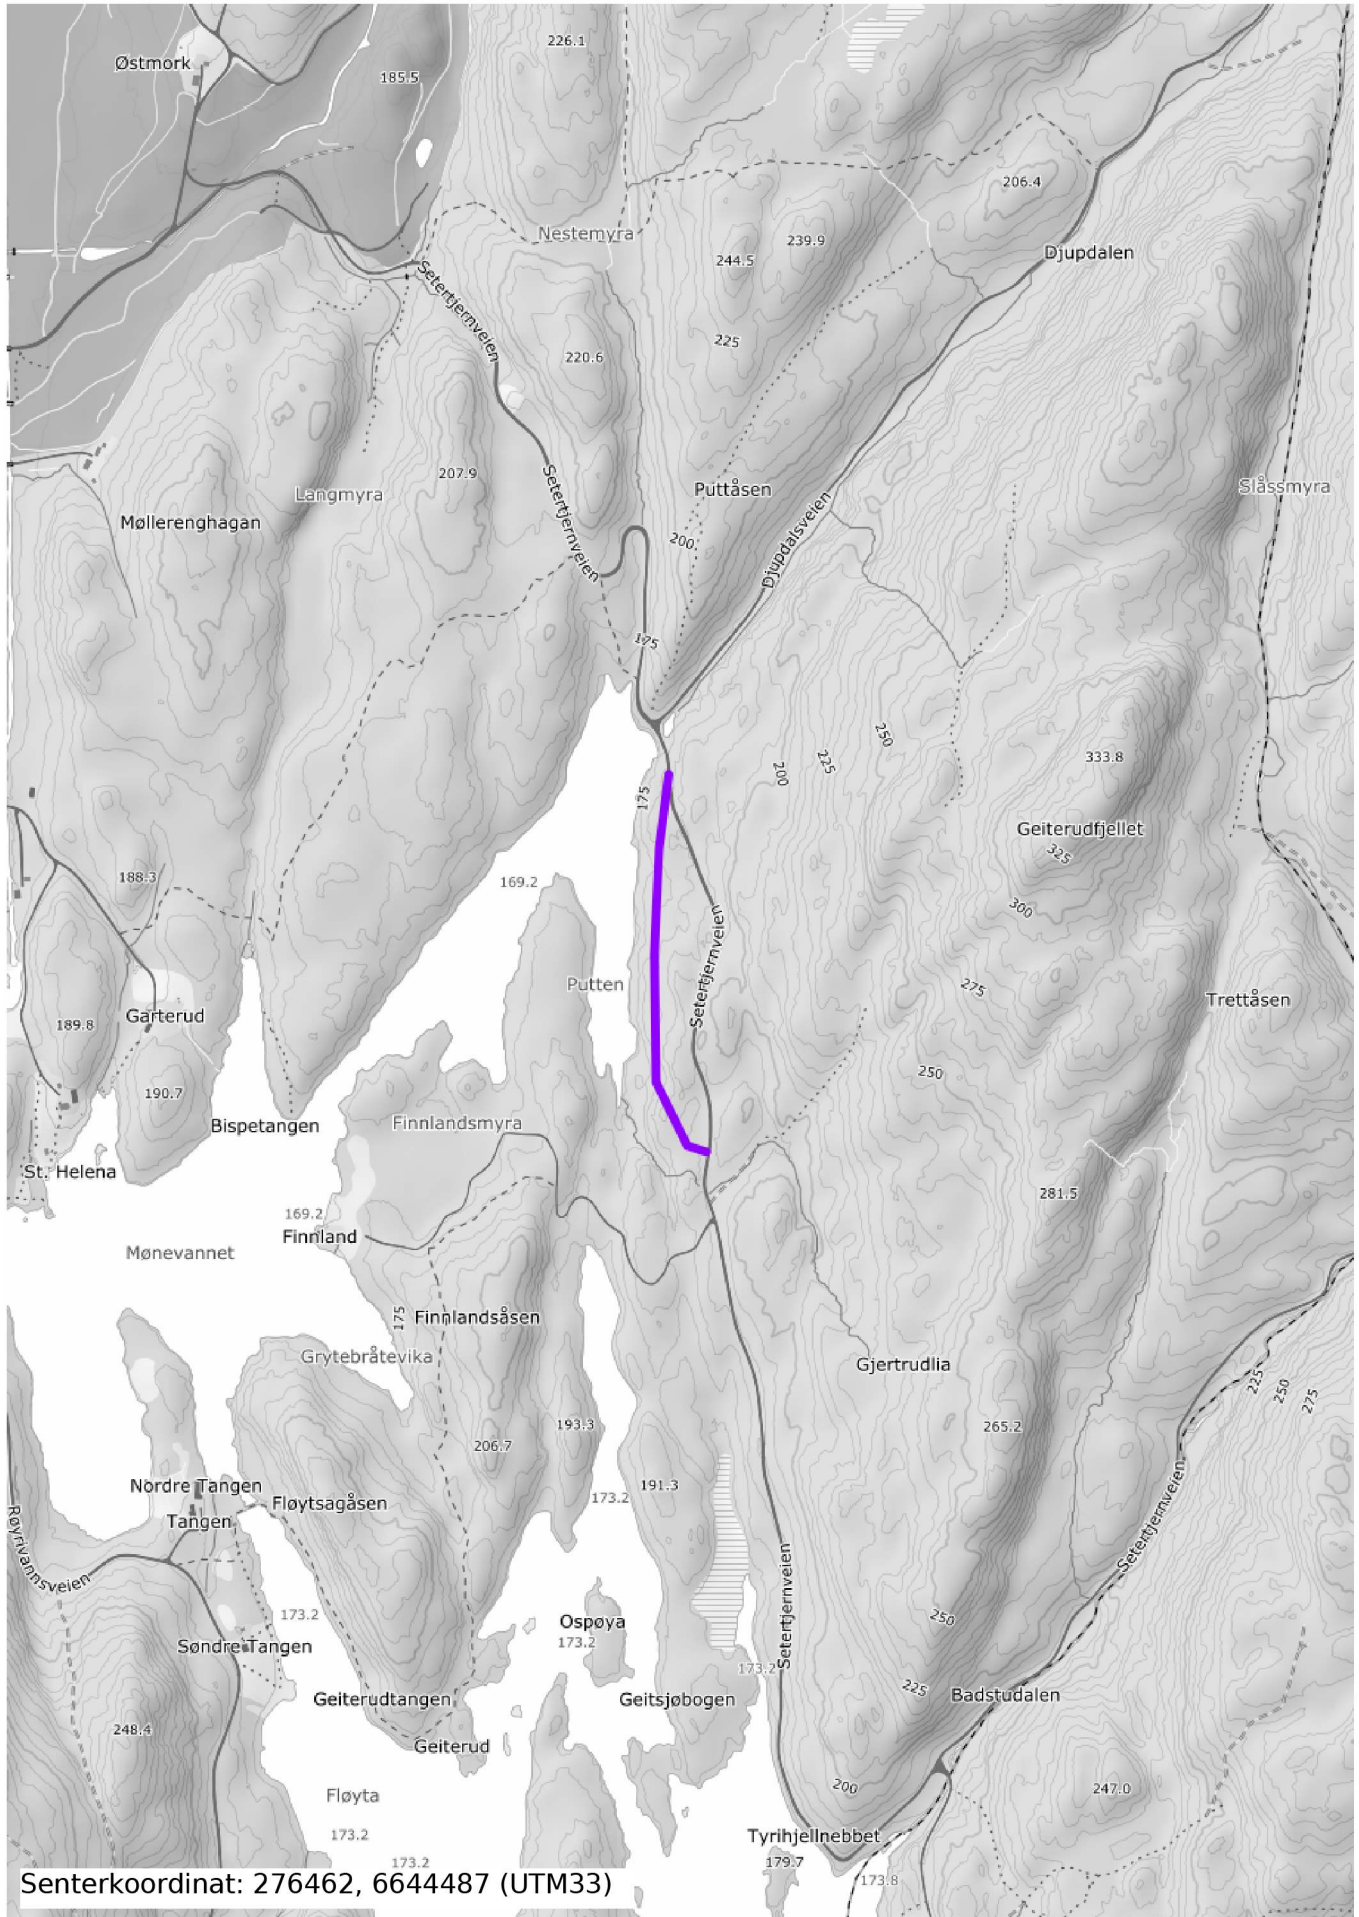 226.1
Østmork
185.5
206.4
Nestemyra
239.9
Djupdalen
244.5
Setertjernveien
225
220.6
207.9
Puttåsen
Slåssmyra
Langmyra
Møllerenghagan
Setertjernveien
Djupdalsveien
200
175
250
225
200
333.8
175
Geiterudfjellet
325
188.3
169.2
300
Setertjernveien
Putten
275
Trettåsen
Garterud
189.8
250
190.7
Finnlandsmyra
Bispetangen
St. Helena
281.5
169.2
Finnland
Mønevannet
175
Finnlandsåsen
Grytebråtevika
Gjertrudlia
225
250
275
193.3
265.2
206.7
Nordre Tangen
191.3
173.2
Fløytsagåsen
Tangen
Røyrivannsveien
Setertjernveien
Setertjernveien
173.2
Ospøya
250
173.2
Søndre Tangen
173.2
225
Badstudalen
Geiterudtangen
Geitsjøbogen
248.4
Geiterud
200
247.0
Fløyta
173.2
Tyrihjellnebbet
173.2
179.7
173.8
Senterkoordinat: 276462, 6644487 (UTM33)